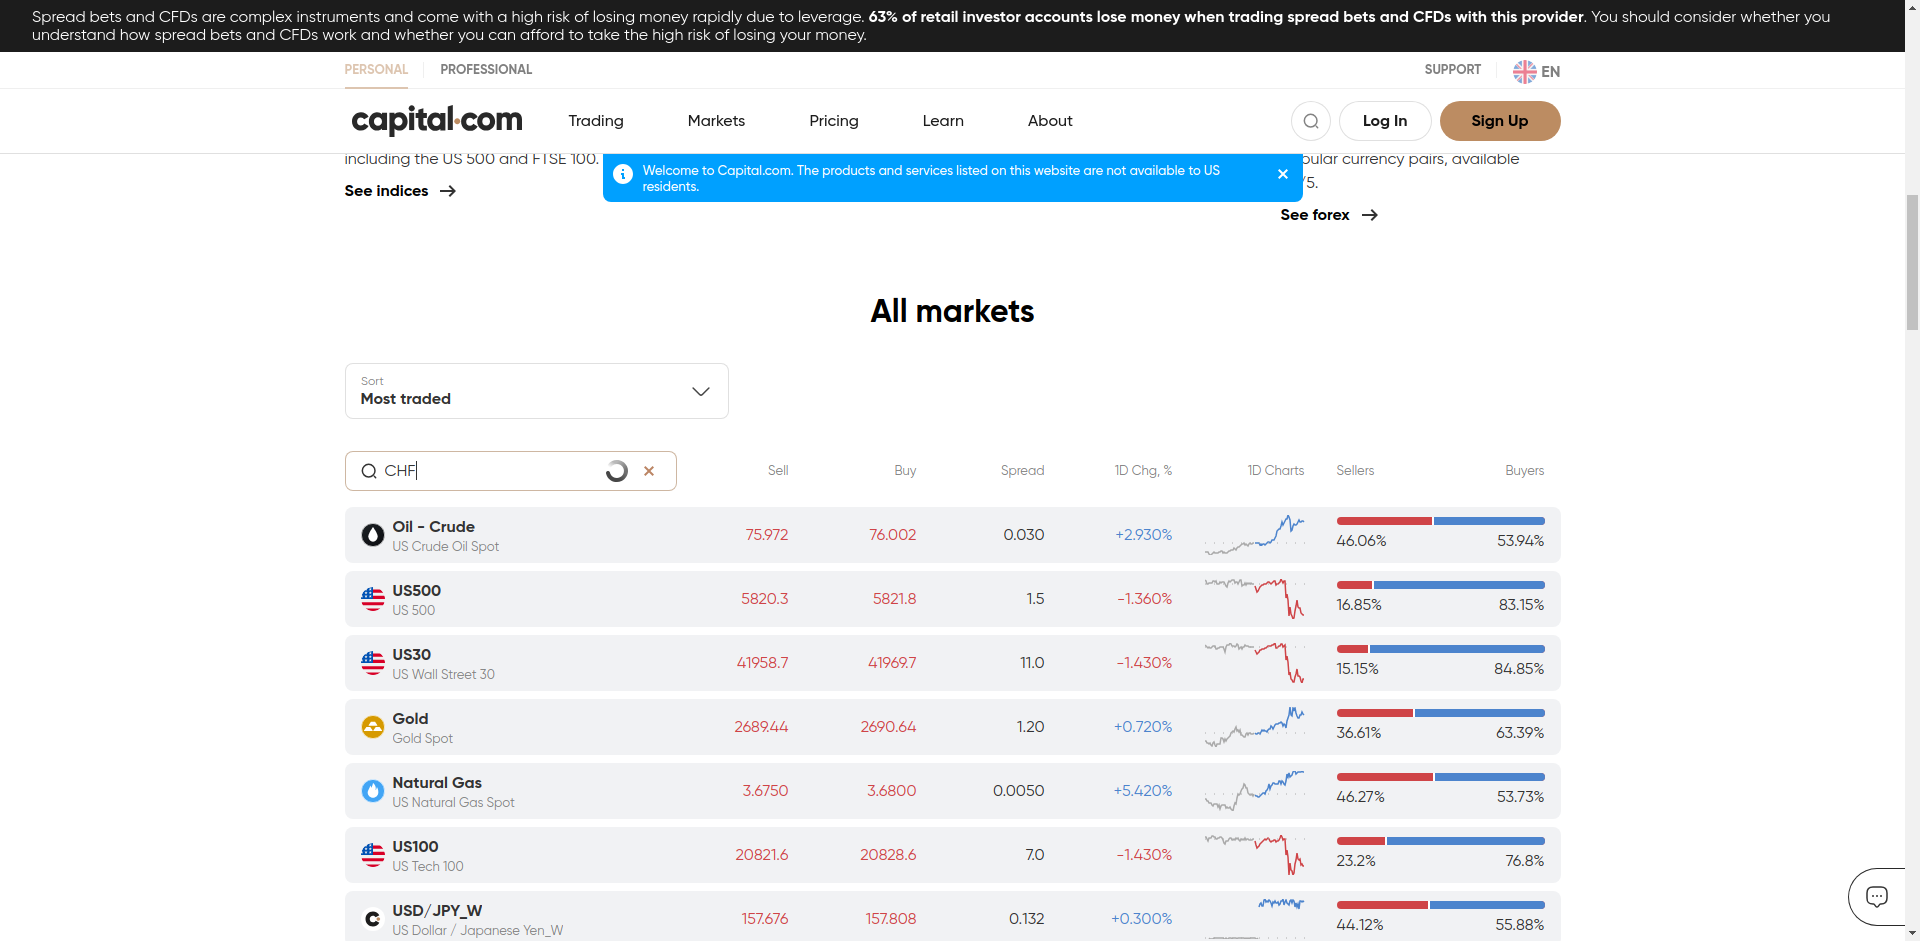 Spread bets and CFDs are complex instruments and come with a high risk of losing money rapidly due to leverage. 63% of retail investor accounts lose money when trading spread bets and CFDs with this provider. You should consider whether you
understand how spread bets and CFDs work and whether you can afford to take the high risk of losing your money.
PERSONAL PROFESSIONAL SUPPORT EN
capital.com Trading Markets Pricing Learn About Log In Sign Up
including the US 500 and FTSE 100.
Welcome to Capital.com. The products and services listed on this website are not available to US
residents.
pular currency pairs, available
/5.
See indices
See forex
All markets
Sort
Most traded
CHF Sell Buy Spread 1D Chg, % 1D Charts Sellers Buyers
Oil - Crude 75.972 76.002 0.030 +2.930%
US Crude Oil Spot 46.06% 53.94%
US500 5820.3 5821.8 1.5 -1.360%
US 500 16.85% 83.15%
US30 41958.7 41969.7 11.0 -1.430%
US Wall Street 30 15.15% 84.85%
Gold 2689.44 2690.64 1.20 +0.720%
Gold Spot 36.61% 63.39%
Natural Gas 3.6750 3.6800 0.0050 +5.420%
US Natural Gas Spot 46.27% 53.73%
US100 20821.6 20828.6 7.0 -1.430%
US Tech 100 23.2% 76.8%
USD/JPY_W 157.676 157.808 0.132 +0.300%
US Dollar / Japanese Yen_W 44.12% 55.88%